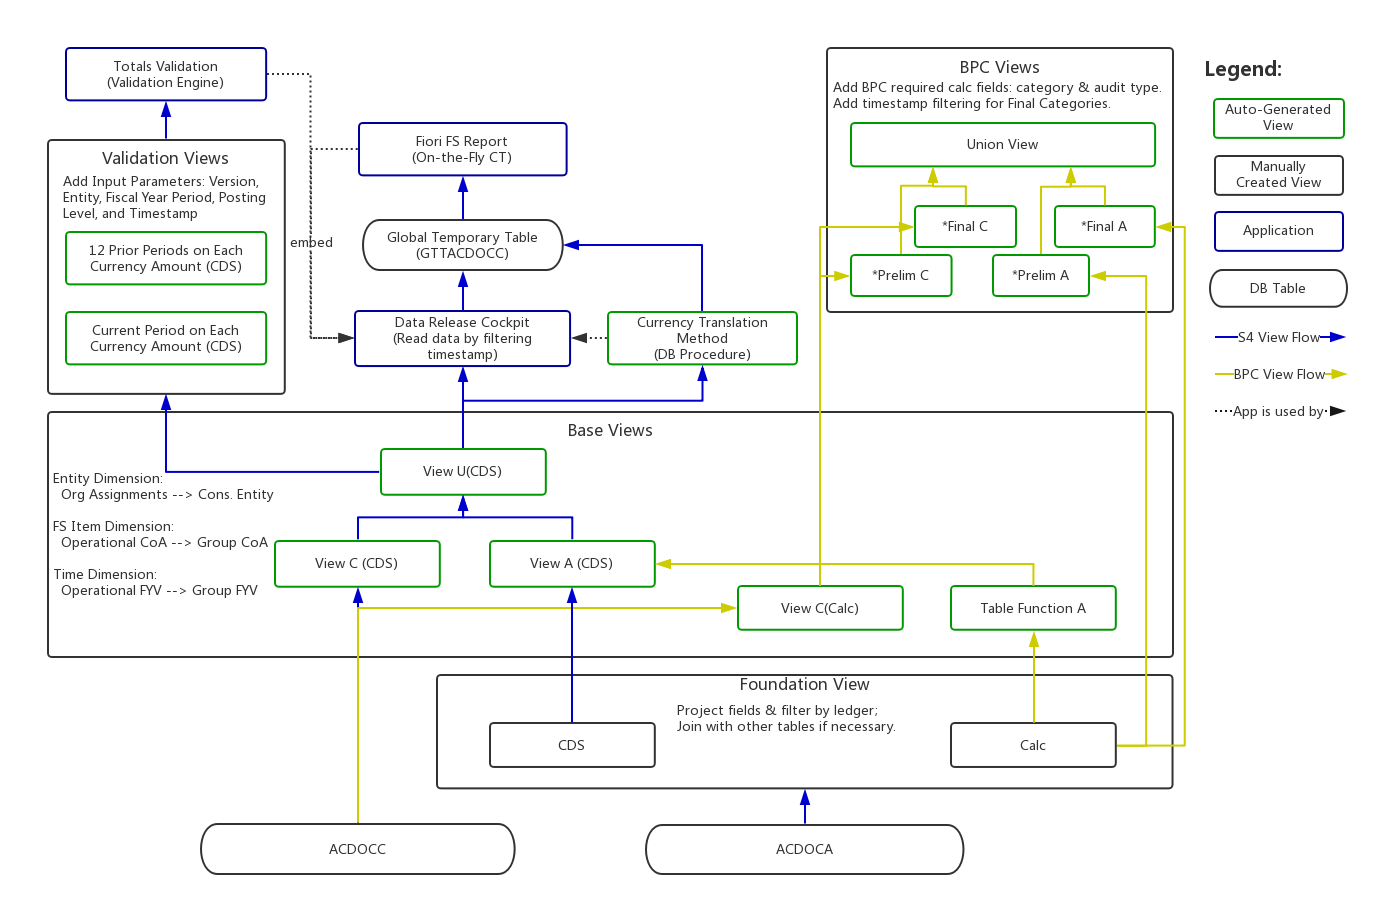 Totals Validation
(Validation Engine)
Validation Views
Add Input Parameters: Version,
Entity, Fiscal Year Period, Posting
Level, and Timestamp
12 Prior Periods on Each
Currency Amount (CDS)
Current Period on Each
Currency Amount (CDS)
embed
Fiori FS Report
(On-the-Fly CT)
Global Temporary Table
(GTTACDOCC)
Data Release Cockpit
(Read data by filtering
timestamp)
Currency Translation
Method
(DB Procedure)
BPC Views
Add BPC required calc fields: category & audit type.
Add timestamp filtering for Final Categories.
Union View
*Final C
*Final A
*Prelim C
*Prelim A
Legend:
Auto-Generated
View
Manually
Created View
Application
DB Table
S4 View Flow
BPC View Flow
App is used by
Base Views
View U(CDS)
Entity Dimension:
Org Assignments --> Cons. Entity
FS Item Dimension:
Operational CoA --> Group CoA
Time Dimension:
Operational FYV --> Group FYV
View C (CDS)
View A (CDS)
View C(Calc)
Table Function A
Foundation View
Project fields & filter by ledger;
Join with other tables if necessary.
CDS
Calc
ACDOCC
ACDOCA